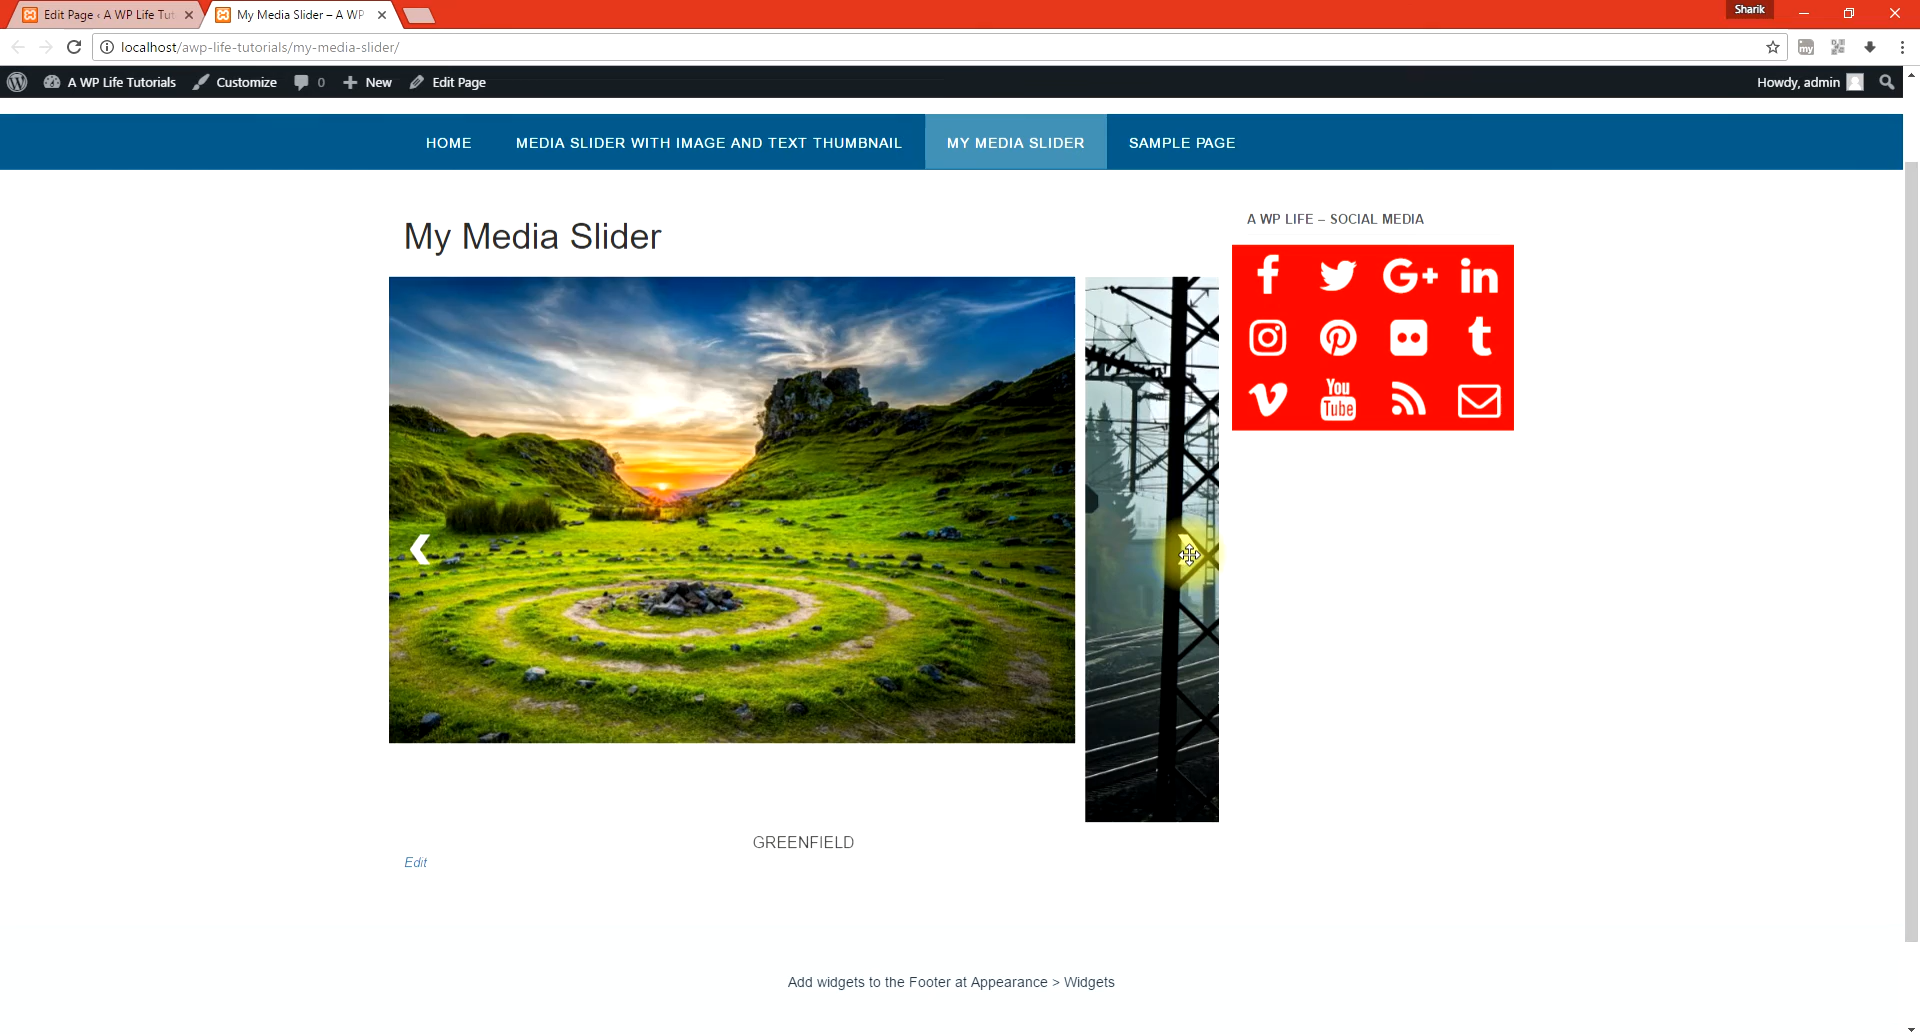 Edit Page ‹ A WP Life Tut
My Media Slider – A WP
Sharik
localhost/awp-life-tutorials/my-media-slider/
my
A WP Life Tutorials
Customize
0
New
Edit Page
Howdy, admin
HOME
MEDIA SLIDER WITH IMAGE AND TEXT THUMBNAIL
MY MEDIA SLIDER
SAMPLE PAGE
My Media Slider
A WP LIFE – SOCIAL MEDIA
You
Tube
GREENFIELD
Edit
Add widgets to the Footer at Appearance > Widgets